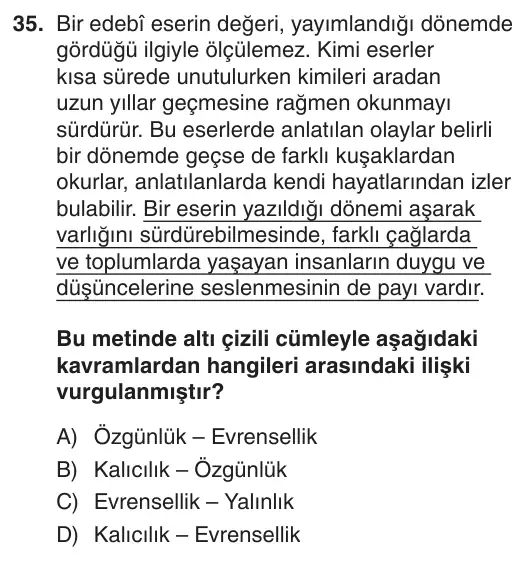 35. Bir edebî eserin değeri, yayımlandığı dönemde
gördüğü ilgiyle ölçülemez. Kimi eserler
kısa sürede unutulurken kimileri aradan
uzun yıllar geçmesine rağmen okunmayı
sürdürür. Bu eserlerde anlatılan olaylar belirli
bir dönemde geçse de farklı kuşaklardan
okurlar, anlatılanlarda kendi hayatlarından izler
bulabilir. Bir eserin yazıldığı dönemi aşarak
varlığını sürdürebilmesinde, farklı çağlarda
ve toplumlarda yaşayan insanların duygu ve
düşüncelerine seslenmesinin de payı vardır.
Bu metinde altı çizili cümleyle aşağıdaki
kavramlardan hangileri arasındaki ilişki
vurgulanmıştır?
A) Özgünlük – Evrensellik
B) Kalıcılık – Özgünlük
C) Evrensellik – Yalınlık
D) Kalıcılık – Evrensellik